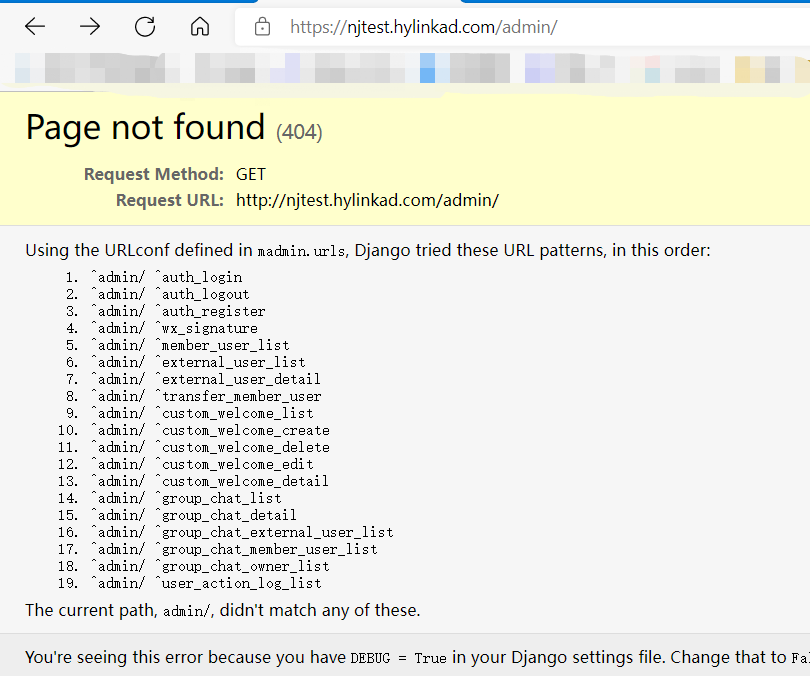 https://njtest.hylinkad.com/admin/
Page not found (404)
Request Method: GET
Request URL: http://njtest.hylinkad.com/admin/
Using the URLconf defined in madmin.urls, Django tried these URL patterns, in this order:
1. ^admin/ ^auth_login
2. ^admin/ ^auth_logout
3. ^admin/ ^auth_register
4. ^admin/ ^wx_signature
5. ^admin/ ^member_user_list
6. ^admin/ ^external_user_list
7. ^admin/ ^external_user_detail
8. ^admin/ ^transfer_member_user
9. ^admin/ ^custom_welcome_list
10. ^admin/ ^custom_welcome_create
11. ^admin/ ^custom_welcome_delete
12. ^admin/ ^custom_welcome_edit
13. ^admin/ ^custom_welcome_detail
14. ^admin/ ^group_chat_list
15. ^admin/ ^group_chat_detail
16. ^admin/ ^group_chat_external_user_list
17. ^admin/ ^group_chat_member_user_list
18. ^admin/ ^group_chat_owner_list
19. ^admin/ ^user_action_log_list
The current path, admin/, didn't match any of these.
You're seeing this error because you have DEBUG = True in your Django settings file. Change that to Fa